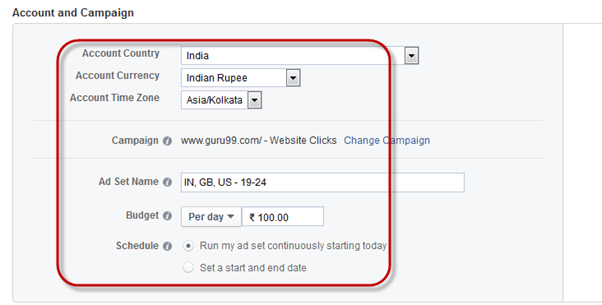 Account and Campaign
Account Country India
Account Currency Indian Rupee
Account Time Zone Asia/Kolkata
Campaign www.guru99.com/ - Website Clicks Change Campaign
Ad Set Name IN, GB, US - 19-24
Budget Per day ₹ 100.00
Schedule Run my ad set continuously starting today
Set a start and end date